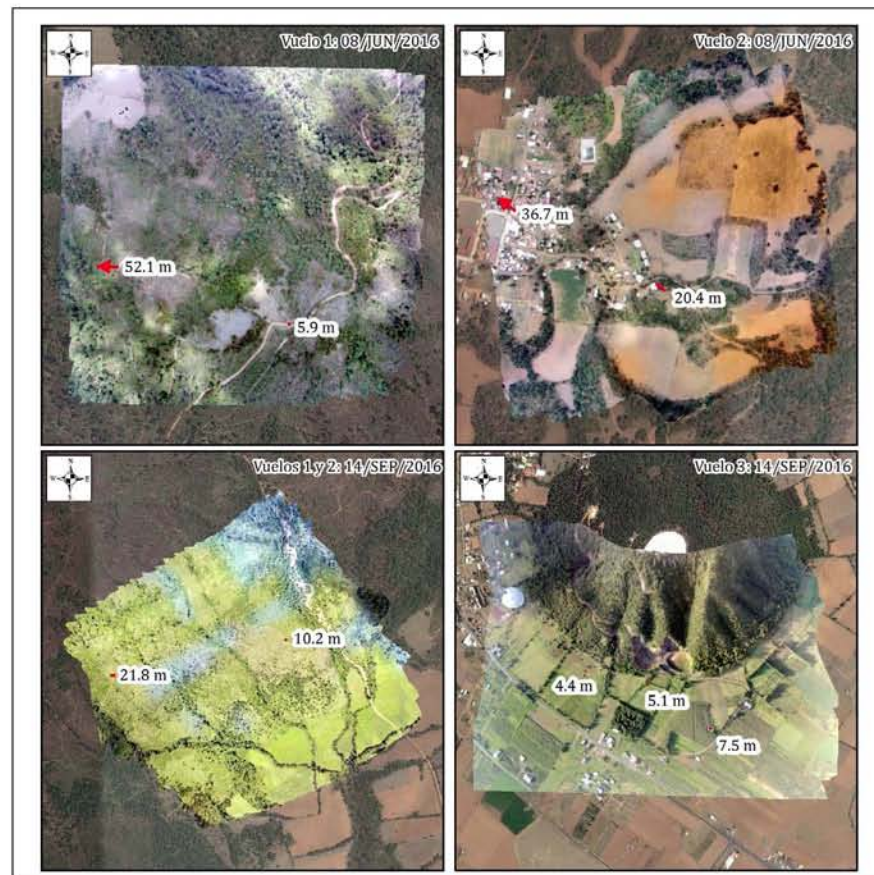 N
W E
S
Vuelo 1: 08/JUN/2016
52.1 m
5.9 m
N
W E
S
Vuelo 2: 08/JUN/2016
36.7 m
20.4 m
N
W E
S
Vuelos 1 y 2: 14/SEP/2016
10.2 m
21.8 m
N
W E
S
Vuelo 3: 14/SEP/2016
4.4 m
5.1 m
7.5 m